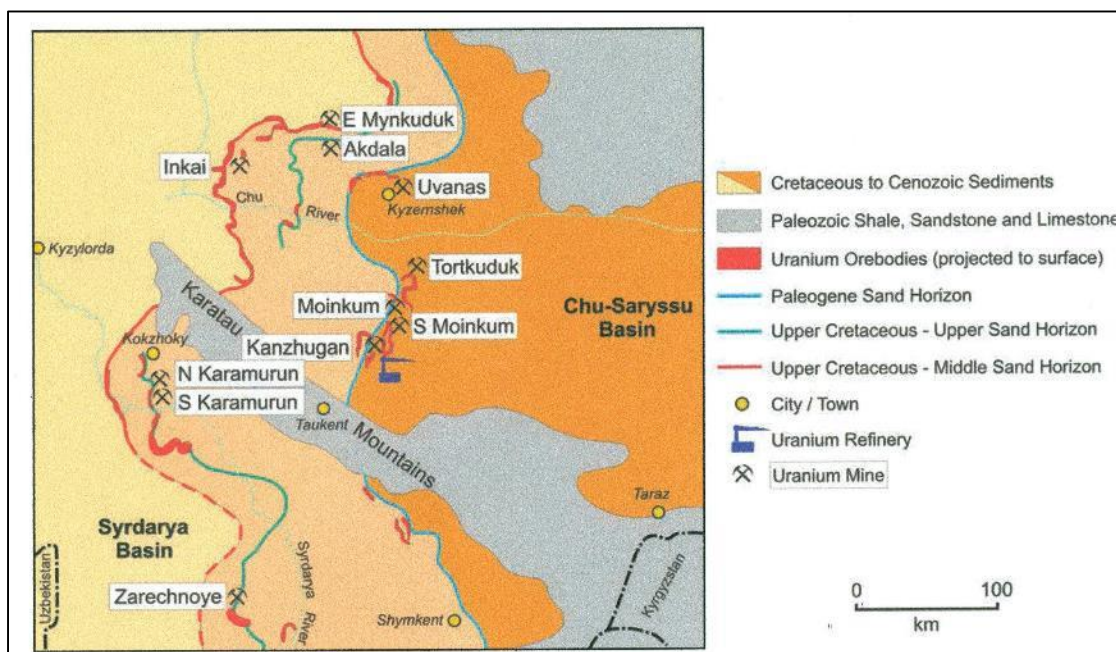 E Mynkuduk
Akdala
Inkai
Chu
River
Uvanas
Kyzemshek
Kyzylorda
Tortkuduk
Moinkum
S Moinkum
Kanzhugan
Chu-Saryssu
Basin
Karatau
Mountains
Kokzhoky
N Karamurun
S Karamurun
Taukent
Taraz
Syrdarya
Basin
Syrdarya
River
Zarechnoye
Shymkent
Uzbekistan
Kyrgyzstan
Cretaceous to Cenozoic Sediments
Paleozoic Shale, Sandstone and Limestone
Uranium Orebodies (projected to surface)
Paleogene Sand Horizon
Upper Cretaceous - Upper Sand Horizon
Upper Cretaceous - Middle Sand Horizon
City / Town
Uranium Refinery
Uranium Mine
0 100
km